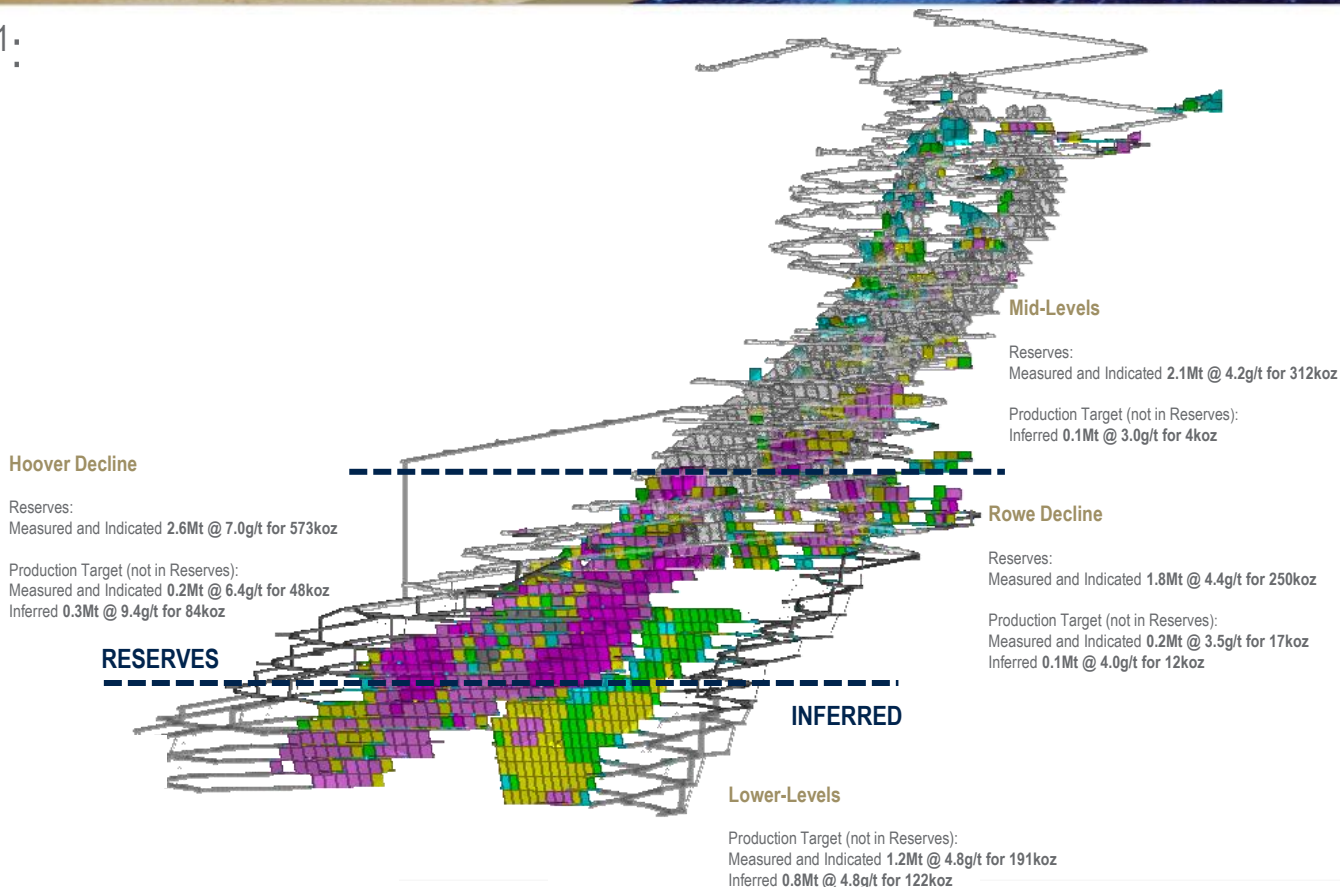 1:
Mid-Levels
Reserves:
Measured and Indicated 2.1Mt @ 4.2g/t for 312koz
Production Target (not in Reserves):
Inferred 0.1Mt @ 3.0g/t for 4koz
Hoover Decline
Reserves:
Measured and Indicated 2.6Mt @ 7.0g/t for 573koz
Production Target (not in Reserves):
Measured and Indicated 0.2Mt @ 6.4g/t for 48koz
Inferred 0.3Mt @ 9.4g/t for 84koz
Rowe Decline
Reserves:
Measured and Indicated 1.8Mt @ 4.4g/t for 250koz
Production Target (not in Reserves):
Measured and Indicated 0.2Mt @ 3.5g/t for 17koz
Inferred 0.1Mt @ 4.0g/t for 12koz
RESERVES
INFERRED
Lower-Levels
Production Target (not in Reserves):
Measured and Indicated 1.2Mt @ 4.8g/t for 191koz
Inferred 0.8Mt @ 4.8g/t for 122koz